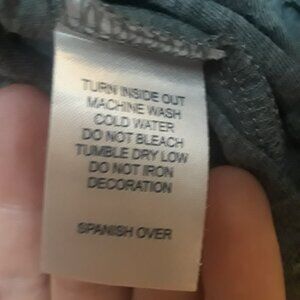 TURN INSIDE OUT
MACHINE WASH
COLD WATER
DO NOT BLEACH
TUMBLE DRY LOW
DO NOT IRON
DECORATION
SPANISH OVER